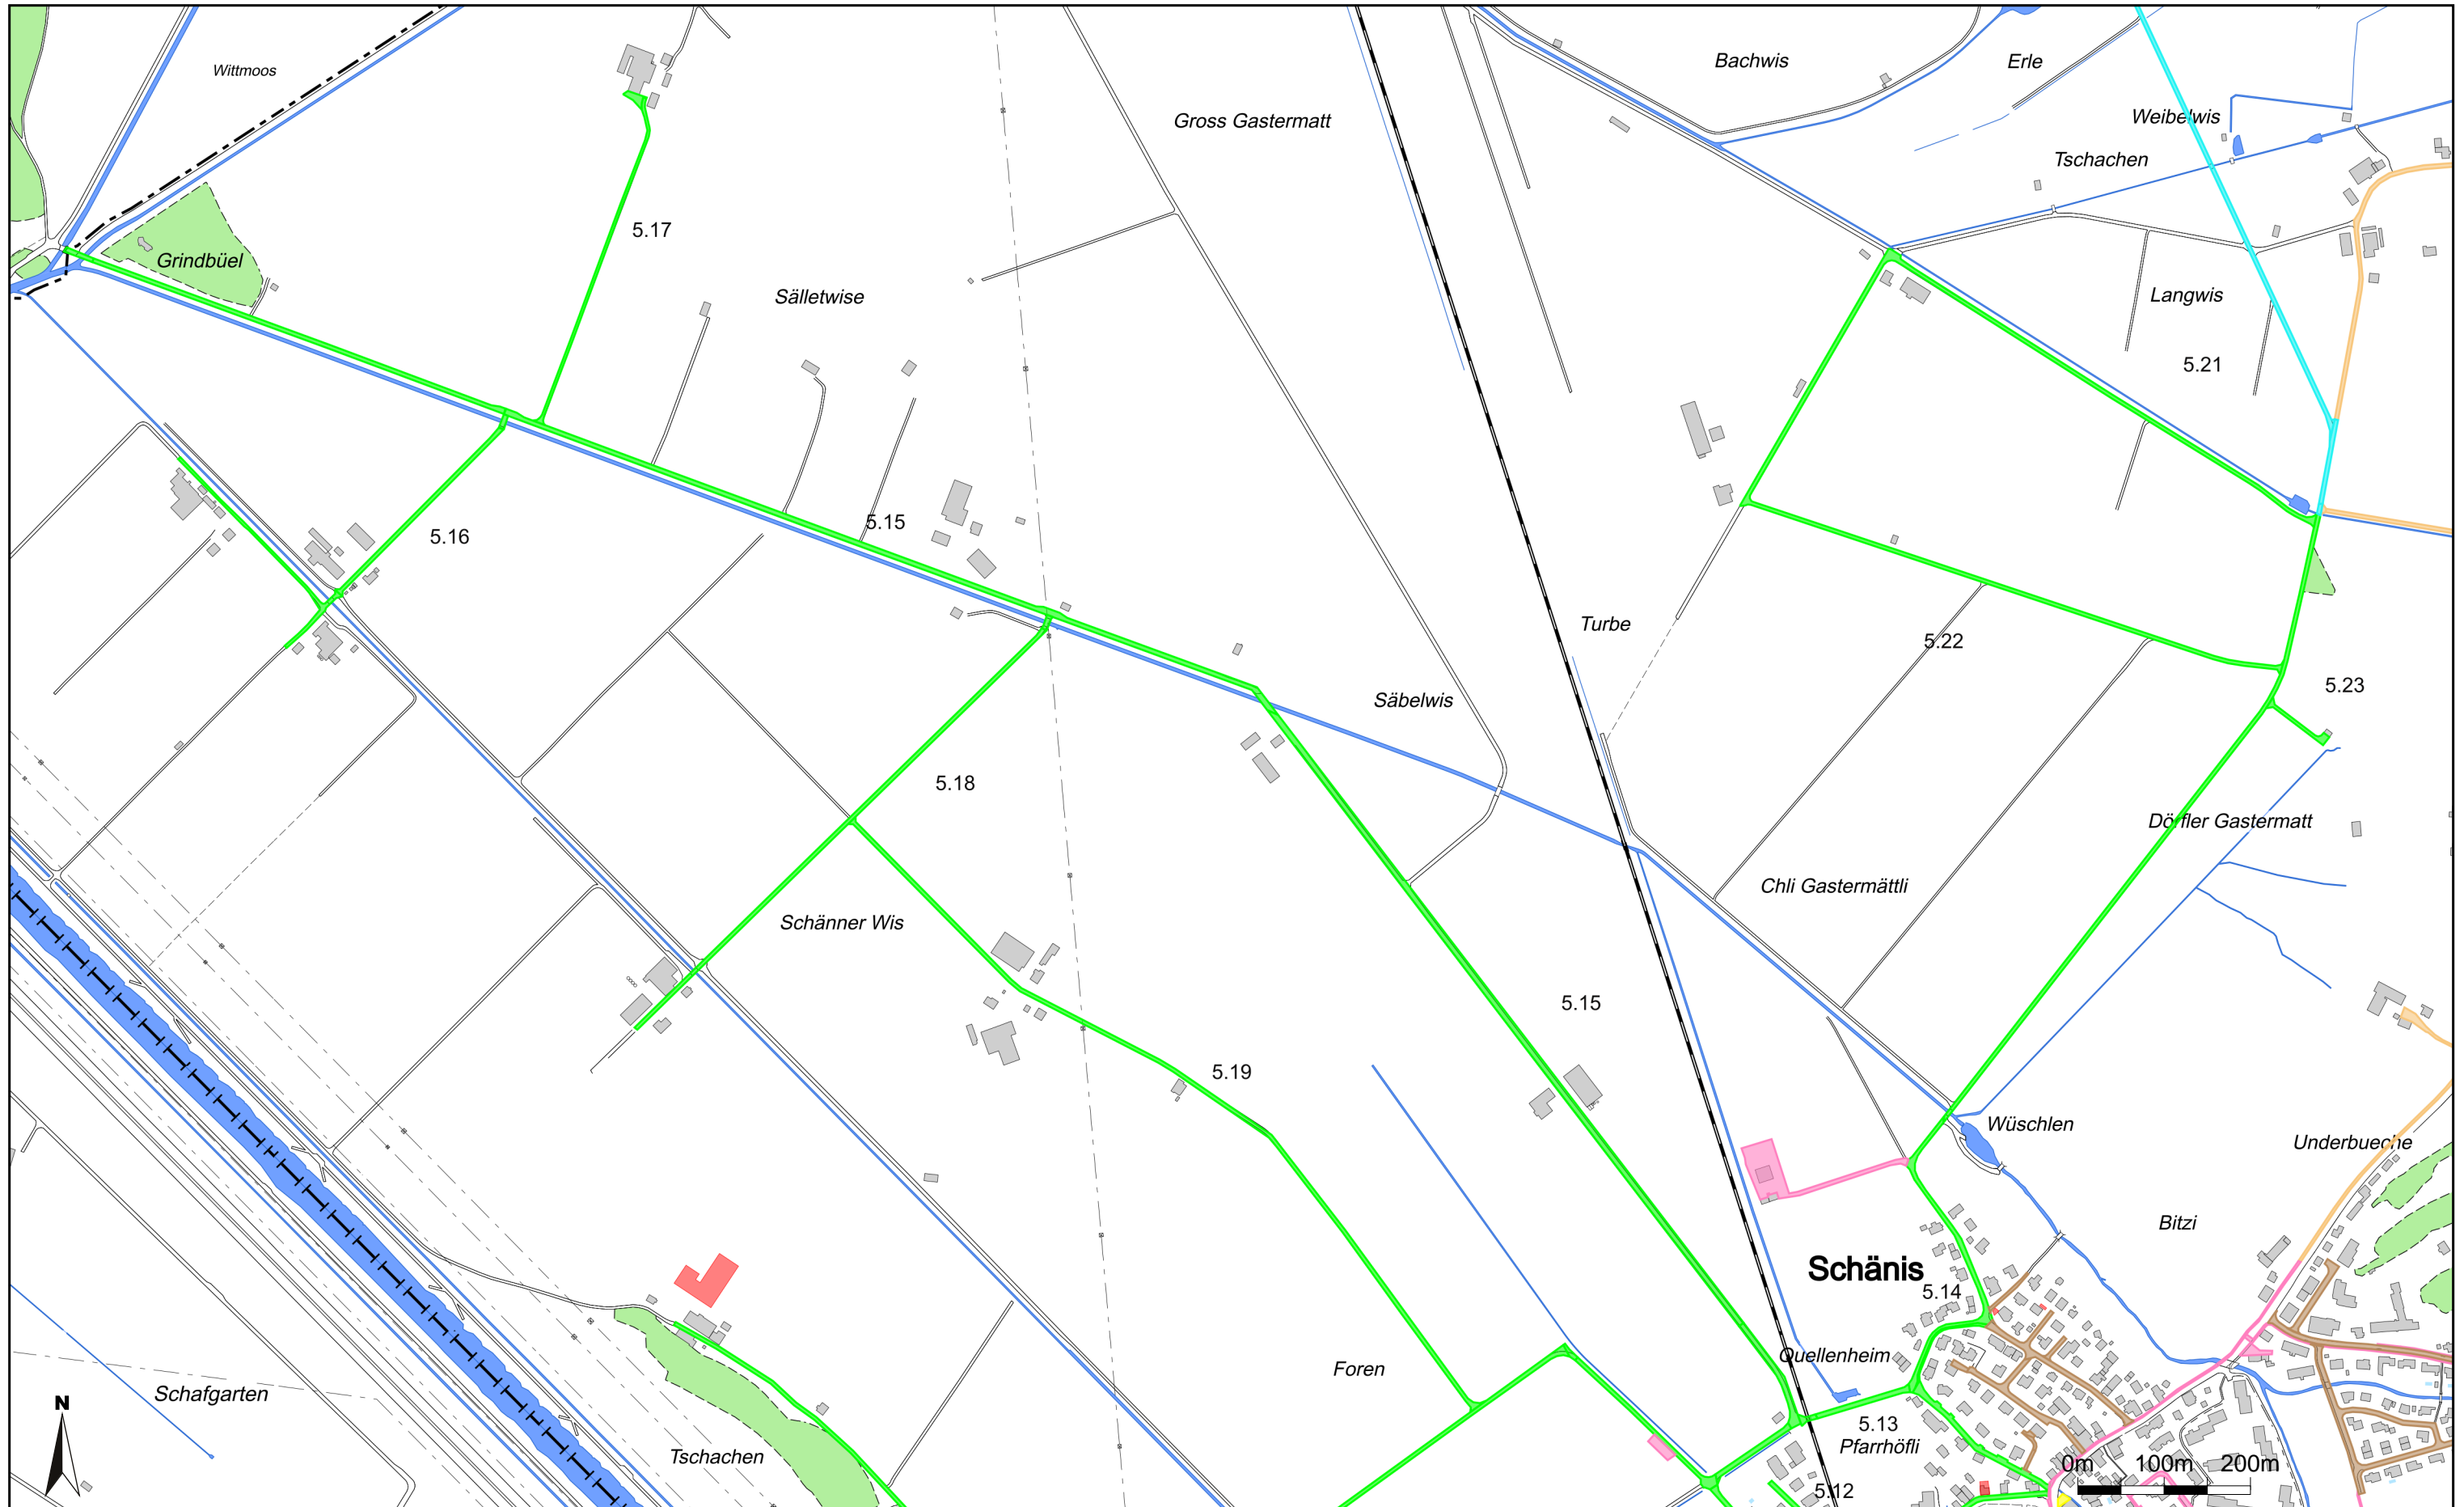 Bachwis
Erle
Wittmoos
Gross Gastermatt
Weibelwis
Tschachen
5.17
Grindbüel
Sälletwise
Langwis
5.21
5.15
5.16
Turbe
5.22
5.23
Säbelwis
5.18
Dörfler Gastermatt
Chli Gastermättli
Schänner Wis
5.15
5.19
Wüschlen
Underbueche
Bitzi
Schänis
5.14
Quellenheim
Foren
Schafgarten
N
5.13
Pfarrhöfli
Tschachen
0m 100m 200m
5.12